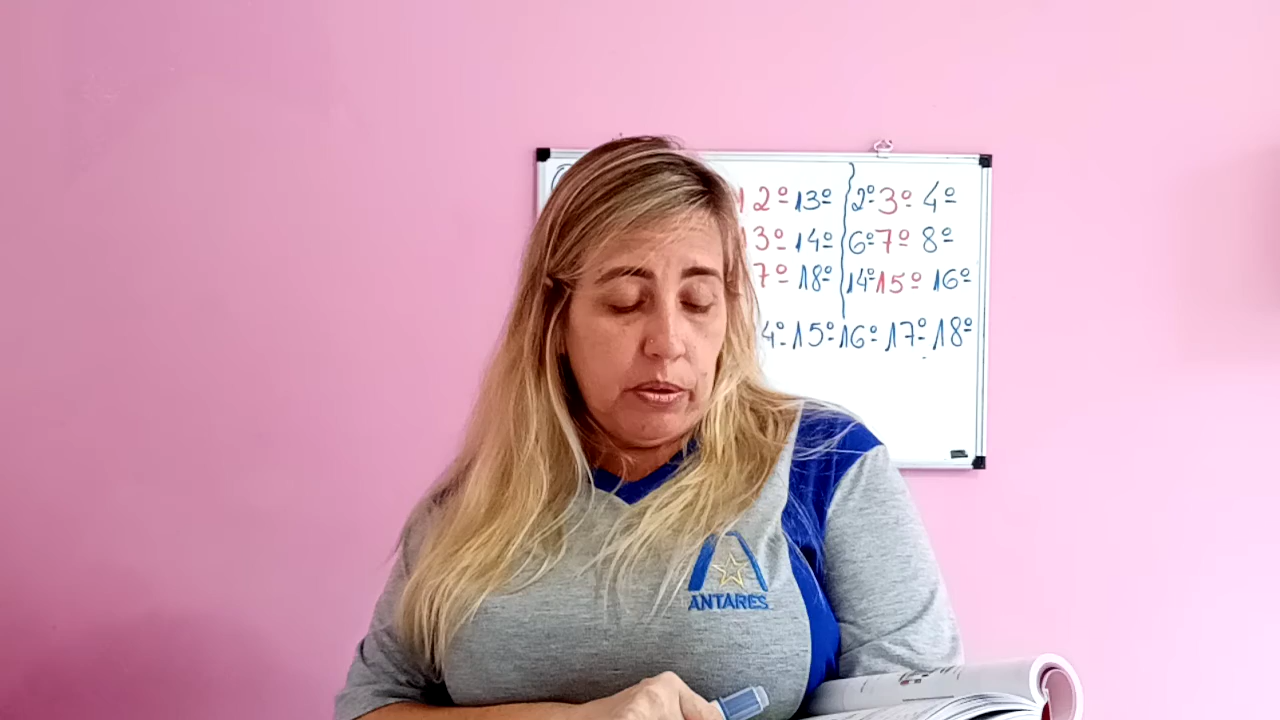 12º 13º 2º 3º 4º
13º 14º 6º 7º 8º
7º 18º 14º 15º 16º
4º 15º 16º 17º 18º
ANTARES